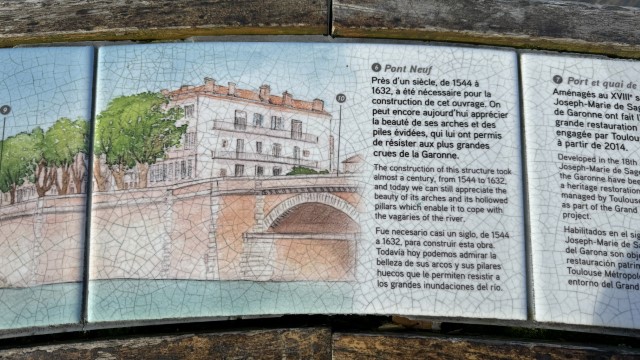 9
10
6 Pont Neuf
Près d'un siècle, de 1544 à
1632, a été nécessaire pour la
construction de cet ouvrage. On
peut encore aujourd'hui apprécier
la beauté de ses arches et des
piles évidées, qui lui ont permis
de résister aux plus grandes
crues de la Garonne.
The construction of this structure took
almost a century, from 1544 to 1632,
and today we can still appreciate the
beauty of its arches and its hollowed
pillars which enable it to cope with
the vagaries of the river.
Fue necesario casi un siglo, de 1544
a 1632, para construir esta obra.
Todavía hoy podemos admirar la
belleza de sus arcos y sus pilares
huecos que le permiten resistir a
los grandes inundaciones del río.
7 Port et quai de
Aménagés au XVIIIe
Joseph-Marie de Sag
de Garonne ont fait l'
grande restauration
engagée par Toulou
à partir de 2014.
Developed in the 18th
Joseph-Marie de Sa
the Garonne have be
a heritage restoration
managed by Toulouse
as part of the Grand
project.
Habilitados en el sig
Joseph-Marie de S
del Garona son obje
restauración patri
Toulouse Métropol
entorno del Grand